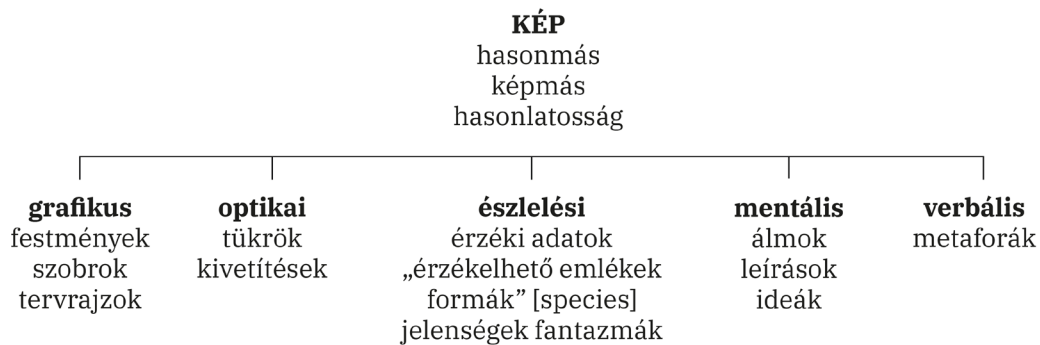 KÉP
hasonmás
képmás
hasonlatosság
grafikus
festmények
szobrok
tervrajzok
optikai
tükrök
kivetítések
észlelési
érzéki adatok
„érzékelhető emlékek
formák” [species]
jelenségek fantazmák
mentális
álmok
leírások
ideák
verbális
metaforák